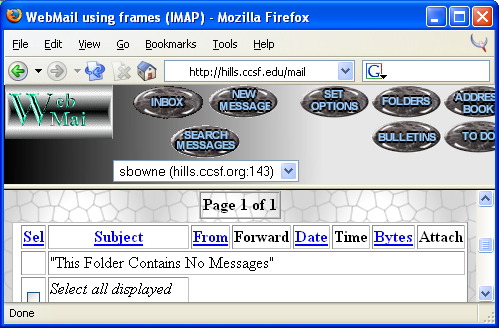 WebMail using frames (IMAP) - Mozilla Firefox
File Edit View Go Bookmarks Tools Help
http://hills.ccsf.edu/mail G
Web Mai
INBOX NEW MESSAGE SET OPTIONS FOLDERS ADDRE BOOK
SEARCH MESSAGES BULLETINS TO DO
sbowne (hills.ccsf.org:143)
Page 1 of 1
Sel Subject From Forward Date Time Bytes Attach
"This Folder Contains No Messages"
Select all displayed
Done